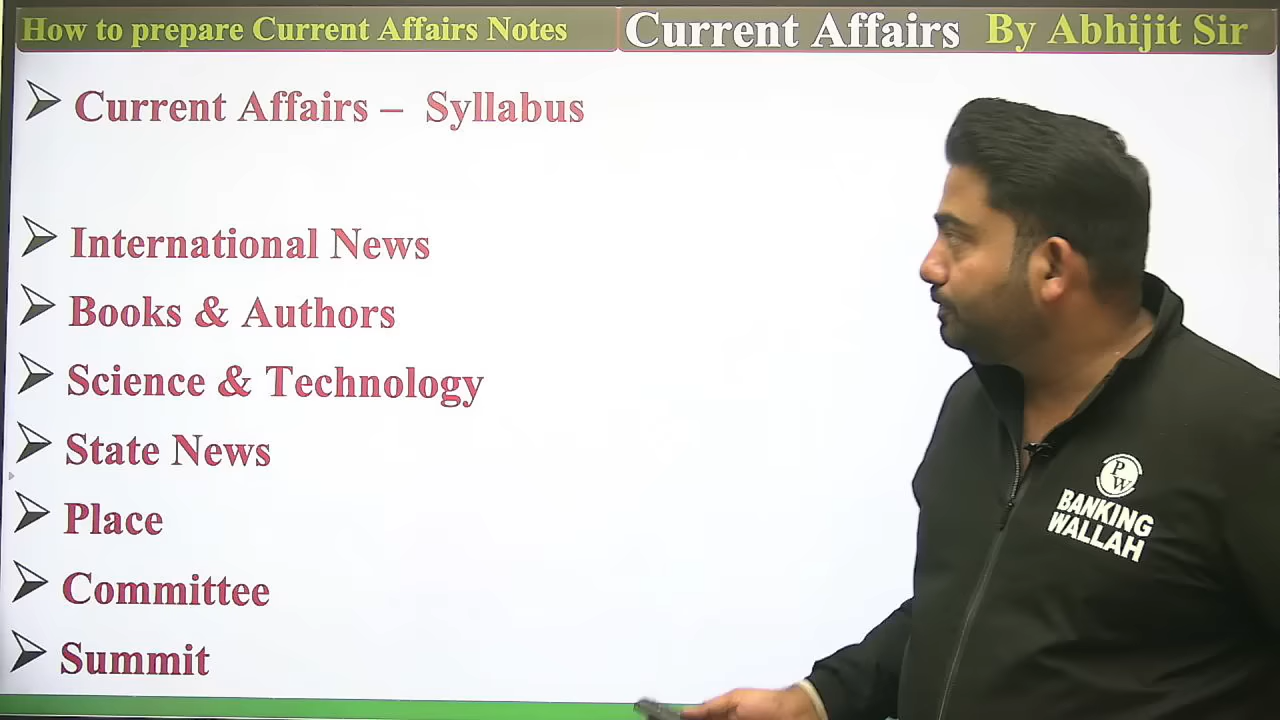 How to prepare Current Affairs Notes
Current Affairs By Abhijit Sir
Current Affairs – Syllabus
International News
Books & Authors
Science & Technology
State News
Place
Committee
Summit
PW
BANKING
WALLAH